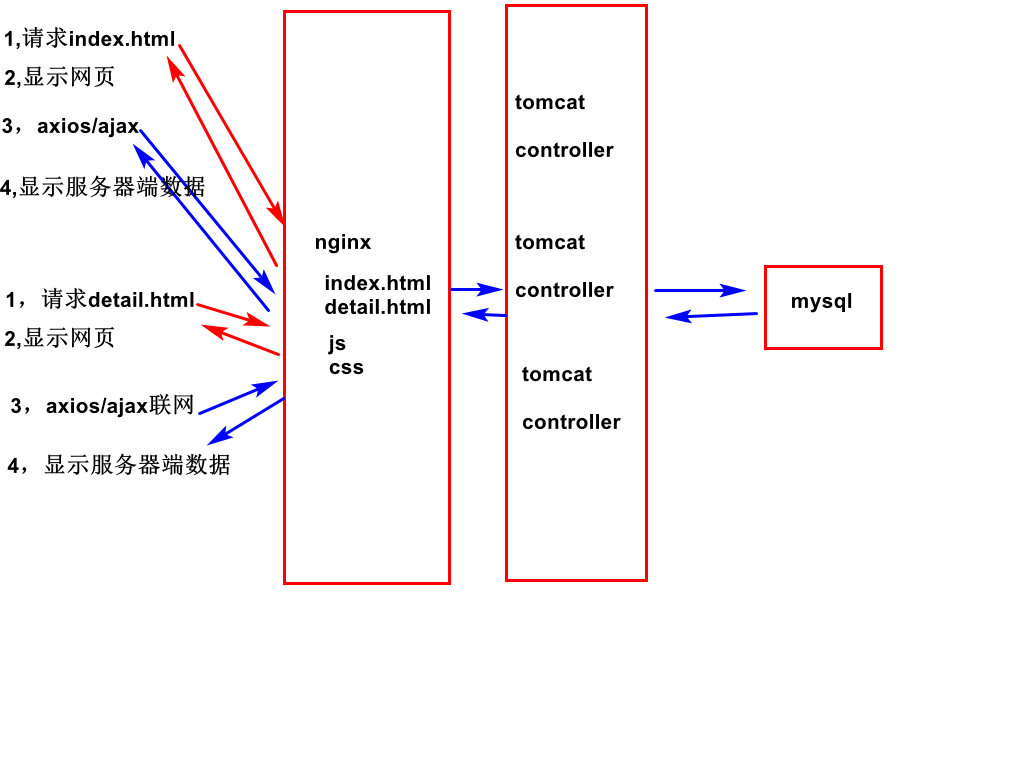 1,请求index.html
2,显示网页
3，axios/ajax
4,显示服务器端数据
1，请求detail.html
2,显示网页
3，axios/ajax联网
4，显示服务器端数据
nginx
index.html
detail.html
js
css
tomcat
controller
tomcat
controller
tomcat
controller
mysql